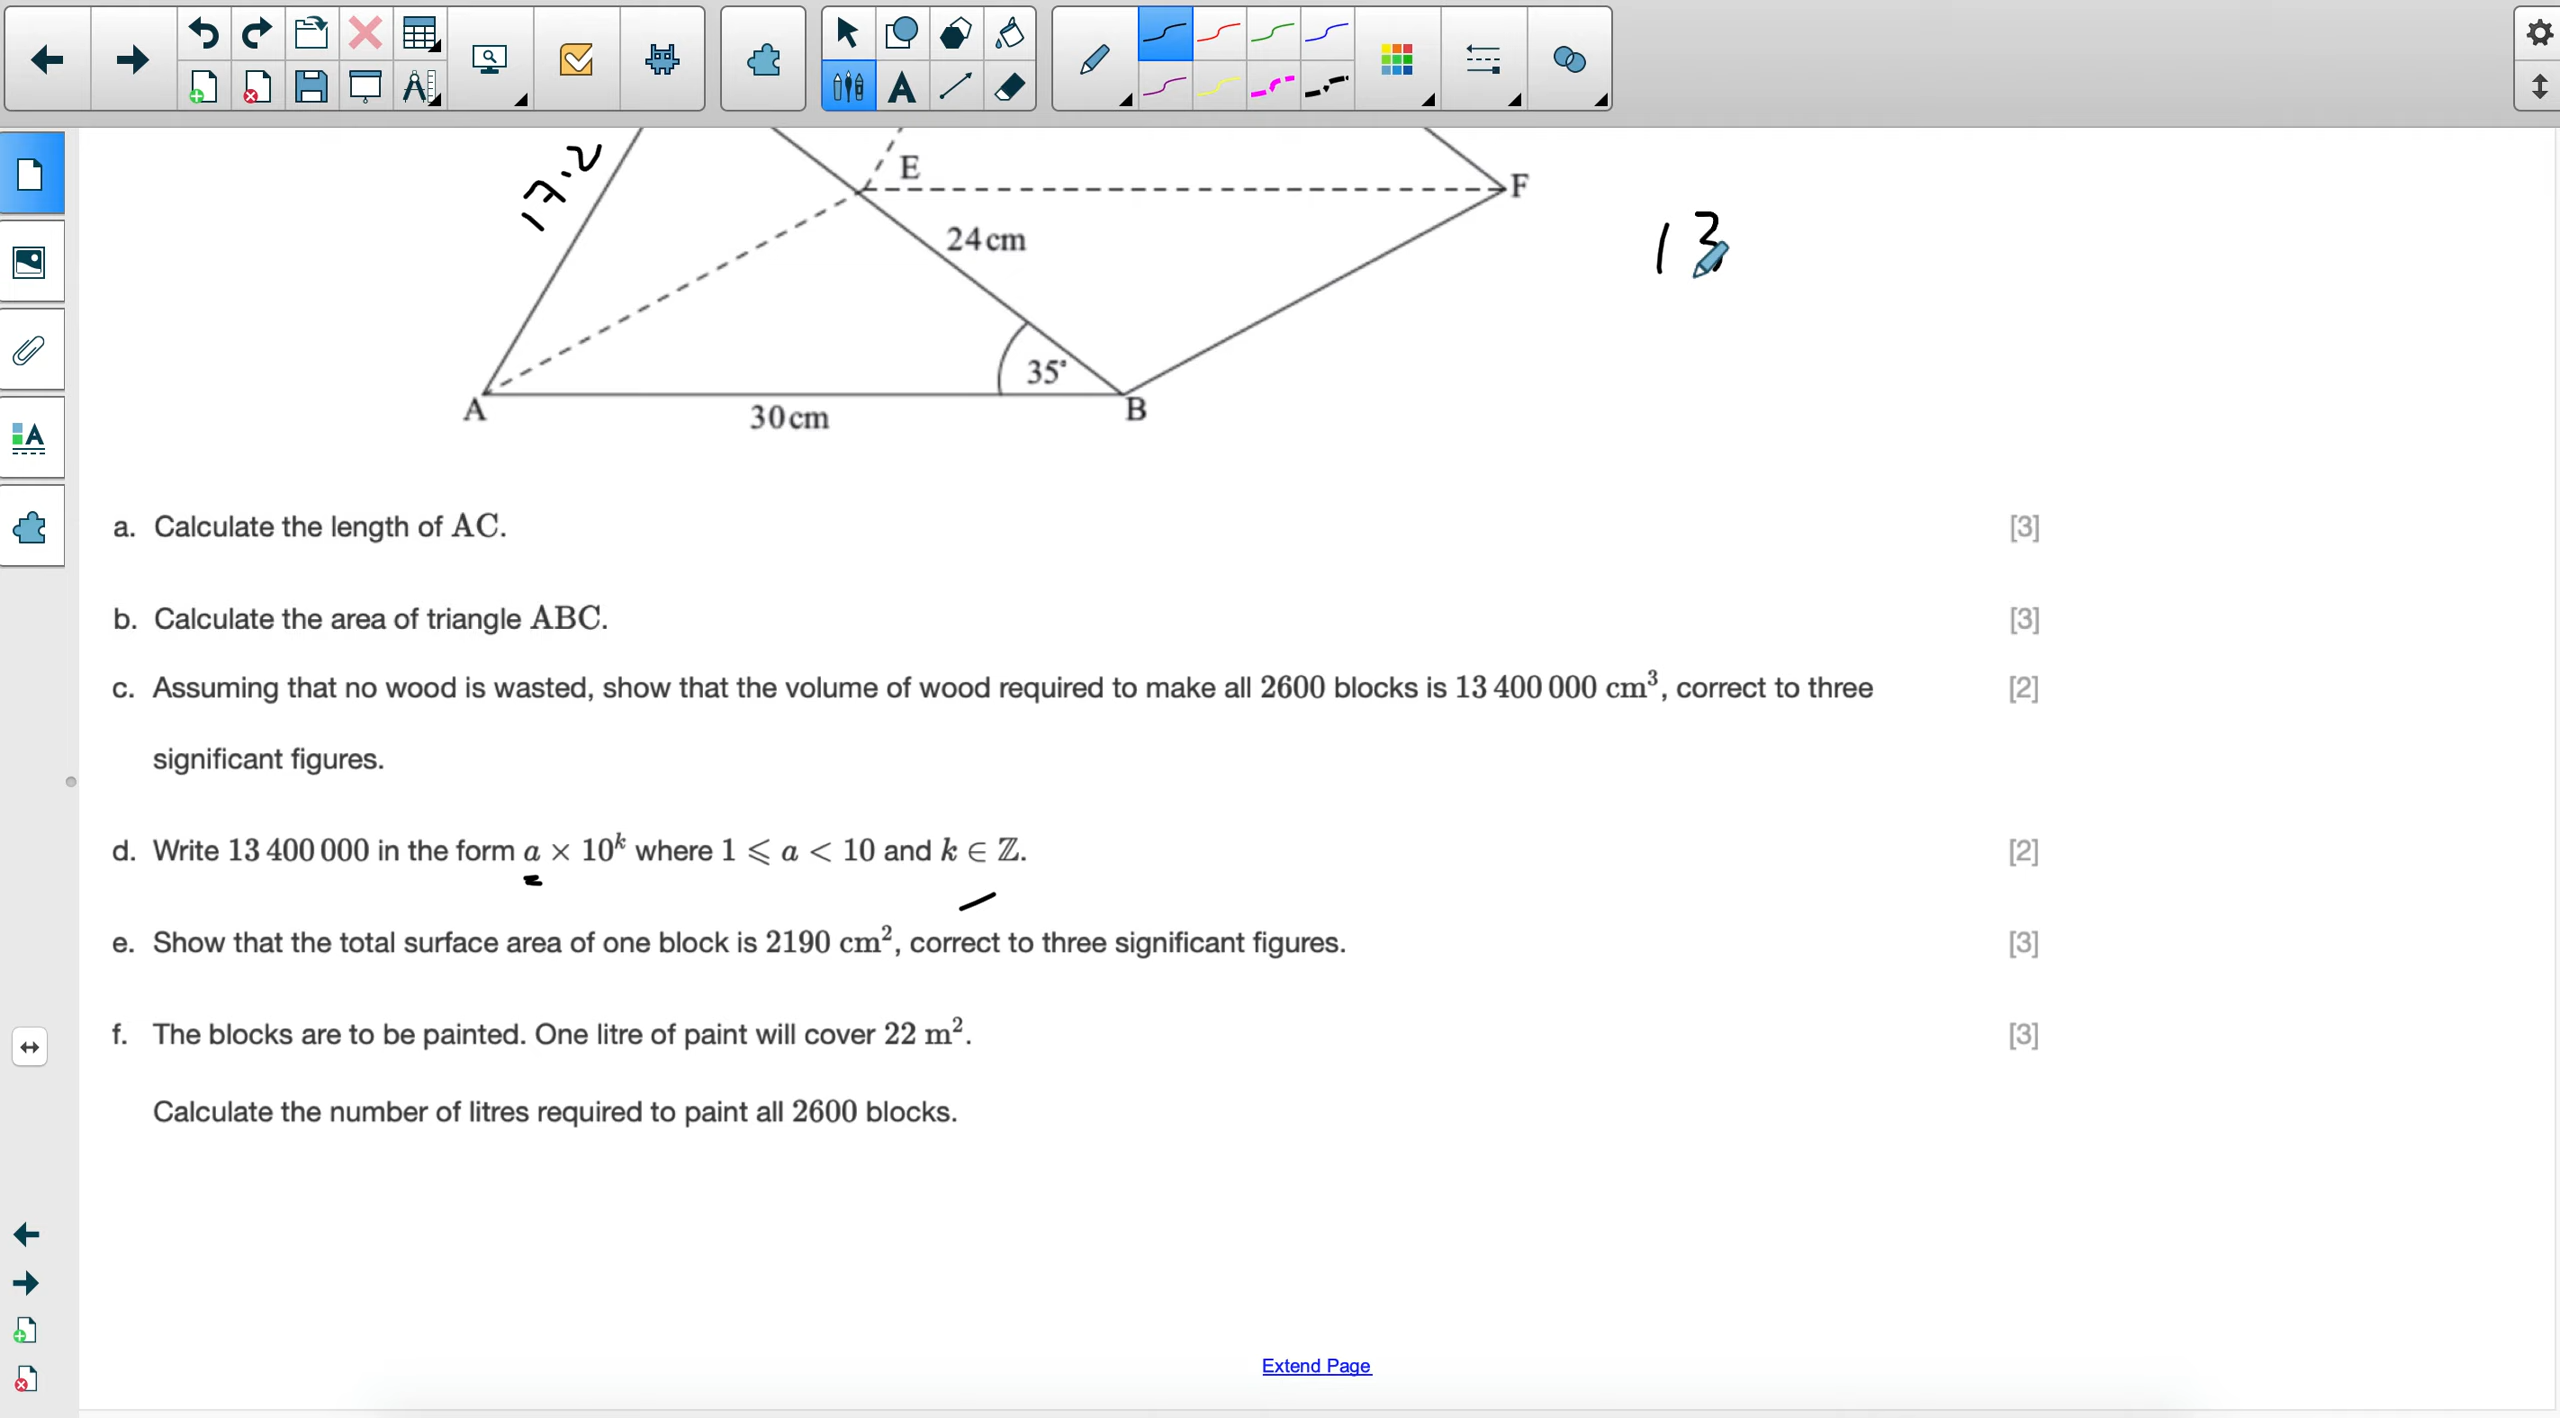 17.2
E
F
24 cm
13
35°
A
B
30 cm
a. Calculate the length of AC. [3]
b. Calculate the area of triangle ABC. [3]
c. Assuming that no wood is wasted, show that the volume of wood required to make all 2600 blocks is 13 400 000 cm³, correct to three [2]
significant figures.
d. Write 13 400 000 in the form a × 10ᵏ where 1 ⩽ a < 10 and k ∈ ℤ. [2]
e. Show that the total surface area of one block is 2190 cm², correct to three significant figures. [3]
f. The blocks are to be painted. One litre of paint will cover 22 m². [3]
Calculate the number of litres required to paint all 2600 blocks.
Extend Page